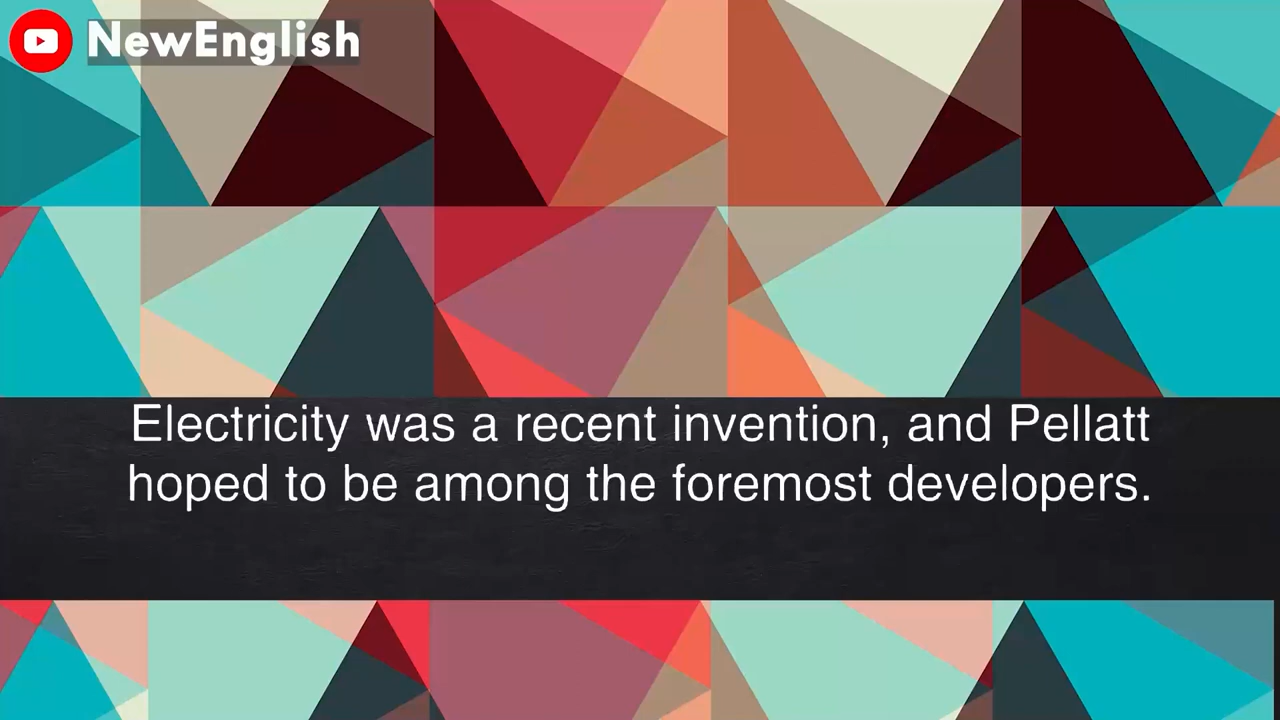 NewEnglish
Electricity was a recent invention, and Pellatt
hoped to be among the foremost developers.